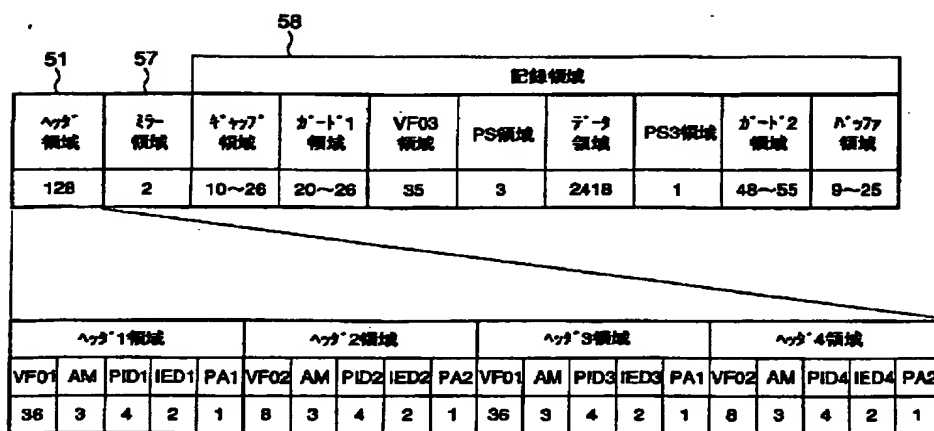 58
51 57
記録領域
ヘッダ領域 ミラー領域 ギャップ領域 ガード1領域 VF03領域 PS領域 データ領域 PS3領域 ガード2領域 バッファ領域
128 2 10〜26 20〜26 35 3 2418 1 48〜55 9〜25
ヘッダ1領域 ヘッダ2領域 ヘッダ3領域 ヘッダ4領域
VF01 AM PID1 IED1 PA1 VF02 AM PID2 IED2 PA2 VF01 AM PID3 IED3 PA1 VF02 AM PID4 IED4 PA2
36 3 4 2 1 8 3 4 2 1 36 3 4 2 1 8 3 4 2 1